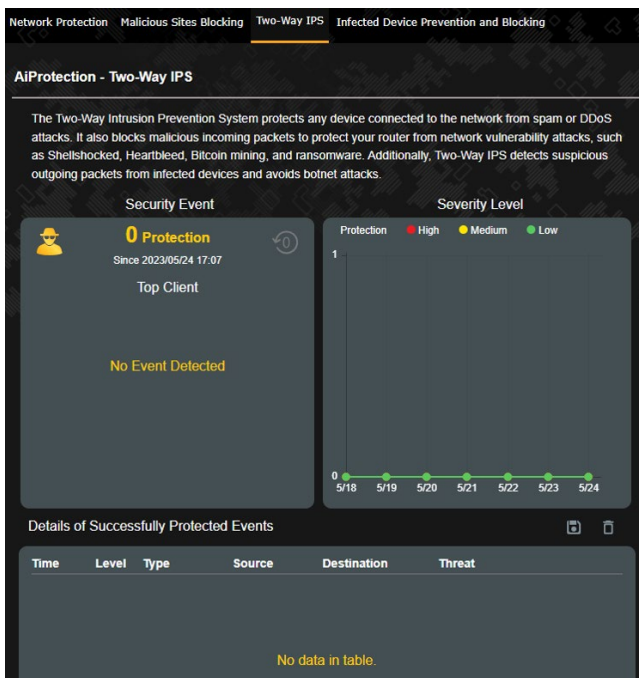 Network Protection Malicious Sites Blocking Two-Way IPS Infected Device Prevention and Blocking
AiProtection - Two-Way IPS
The Two-Way Intrusion Prevention System protects any device connected to the network from spam or DDoS
attacks. It also blocks malicious incoming packets to protect your router from network vulnerability attacks, such
as Shellshocked, Heartbleed, Bitcoin mining, and ransomware. Additionally, Two-Way IPS detects suspicious
outgoing packets from infected devices and avoids botnet attacks.
Security Event
0 Protection
0
Since 2023/05/24 17:07
Top Client
No Event Detected
Severity Level
Protection High Medium Low
1
0
5/18 5/19 5/20 5/21 5/22 5/23 5/24
Details of Successfully Protected Events
Time Level Type Source Destination Threat
No data in table.